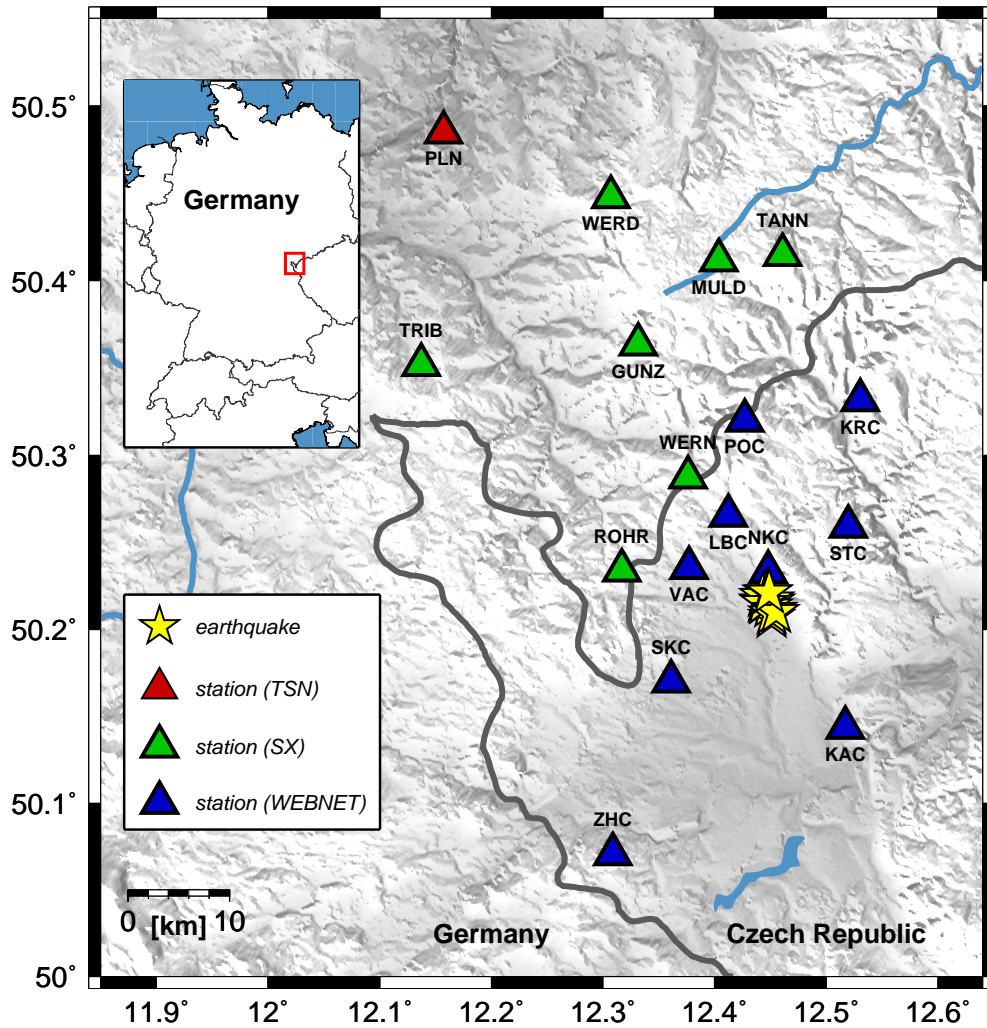 50.5°
50.4°
50.3°
50.2°
50.1°
50°
Germany
PLN
WERD
TANN
MULD
TRIB
GUNZ
KRC
POC
WERN
LBC
NKC
STC
ROHR
VAC
SKC
KAC
ZHC
earthquake
station (TSN)
station (SX)
station (WEBNET)
0
[km]
10
Germany
Czech Republic
11.9°
12°
12.1°
12.2°
12.3°
12.4°
12.5°
12.6°